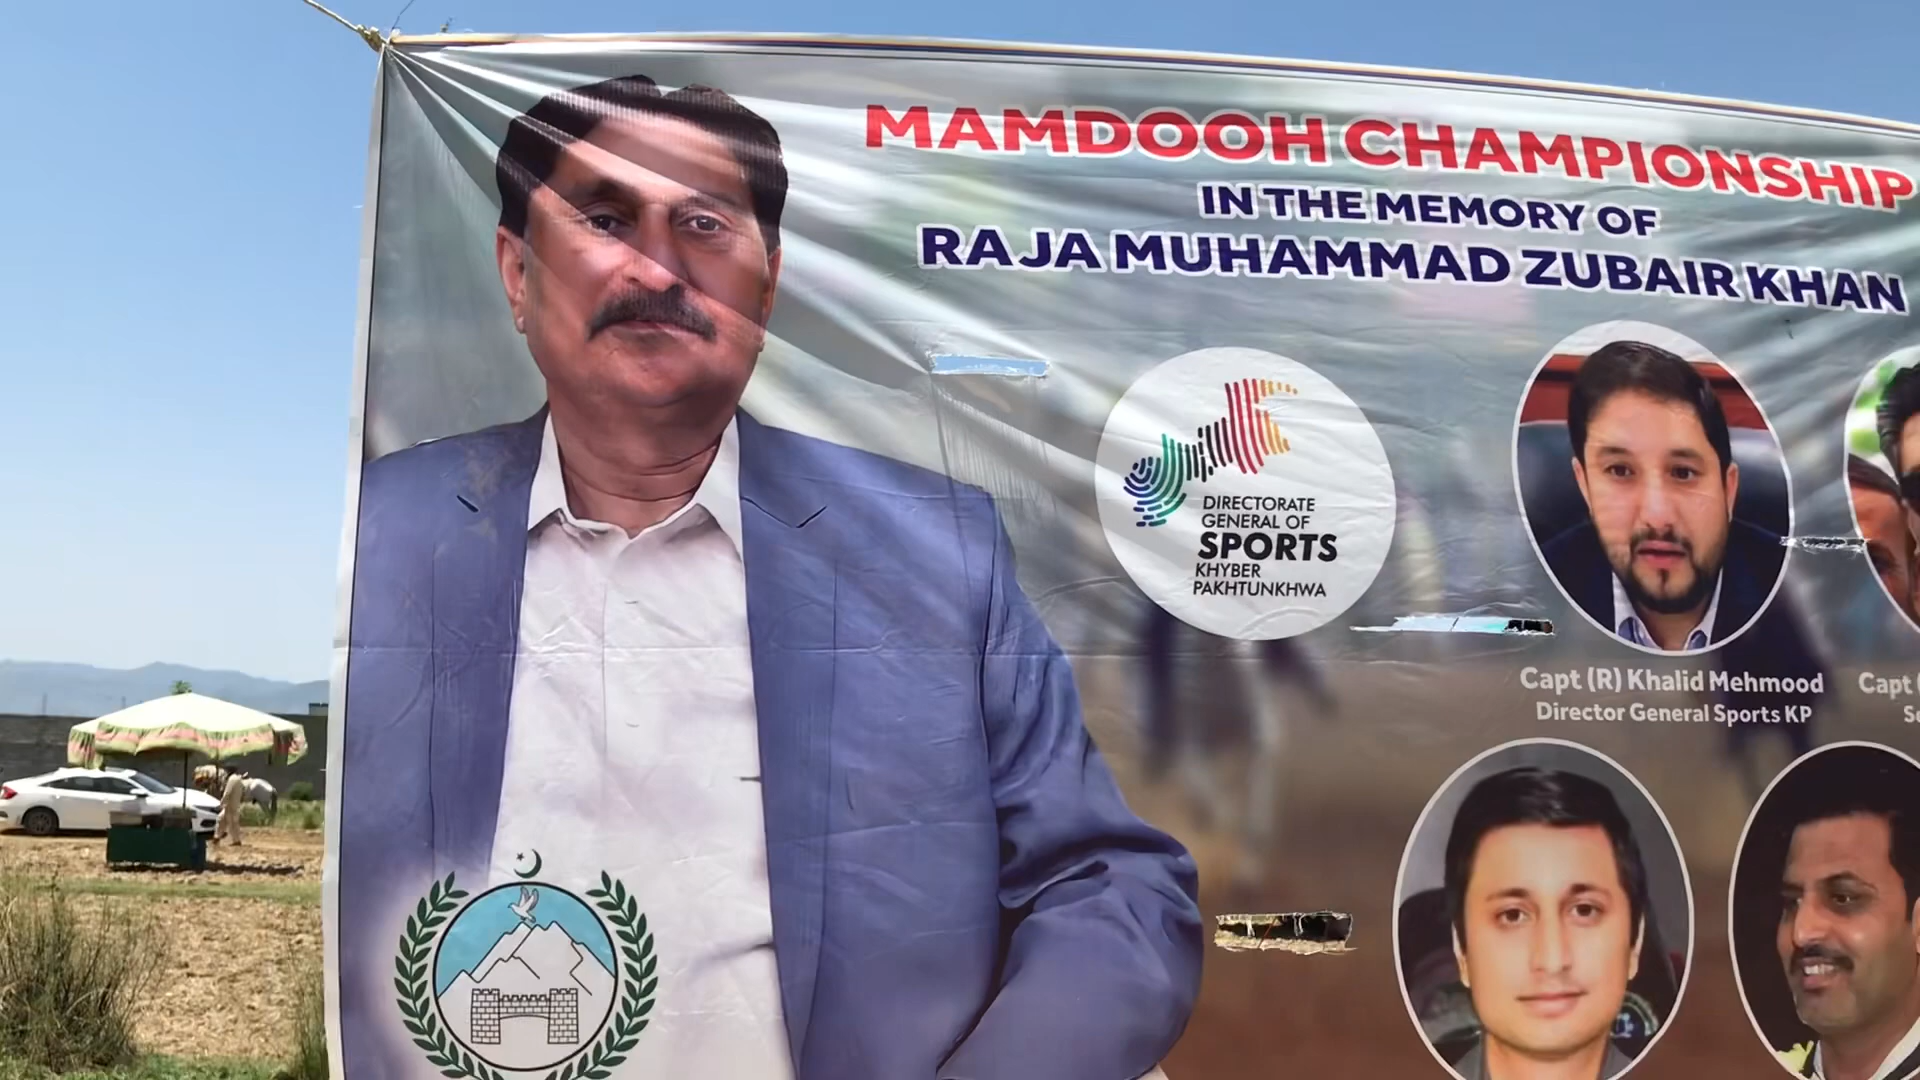 MAMDOOH CHAMPIONSHIP
IN THE MEMORY OF
RAJA MUHAMMAD ZUBAIR KHAN
DIRECTORATE
GENERAL OF
SPORTS
KHYBER
PAKHTUNKHWA
Capt (R) Khalid Mehmood
Director General Sports KP
Capt